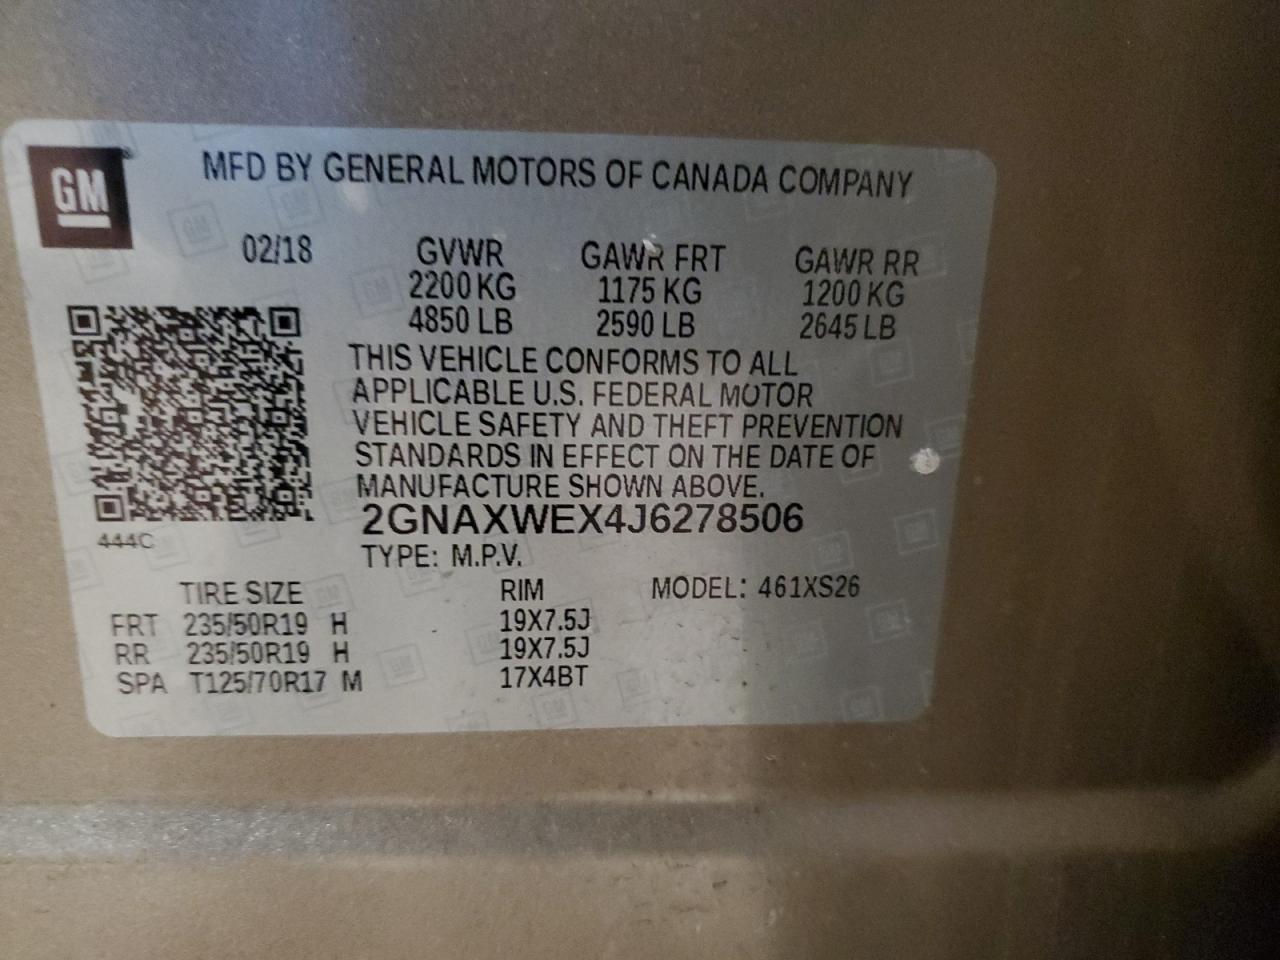 GM
MFD BY GENERAL MOTORS OF CANADA COMPANY
02/18 GVWR GAWR FRT GAWR RR
2200 KG 1175 KG 1200 KG
4850 LB 2590 LB 2645 LB
THIS VEHICLE CONFORMS TO ALL
APPLICABLE U.S. FEDERAL MOTOR
VEHICLE SAFETY AND THEFT PREVENTION
STANDARDS IN EFFECT ON THE DATE OF
MANUFACTURE SHOWN ABOVE.
444C
2GNAXWEX4J6278506
TYPE: M.P.V.
TIRE SIZE RIM MODEL: 461XS26
FRT 235/50R19 H 19X7.5J
RR 235/50R19 H 19X7.5J
SPA T125/70R17 M 17X4BT